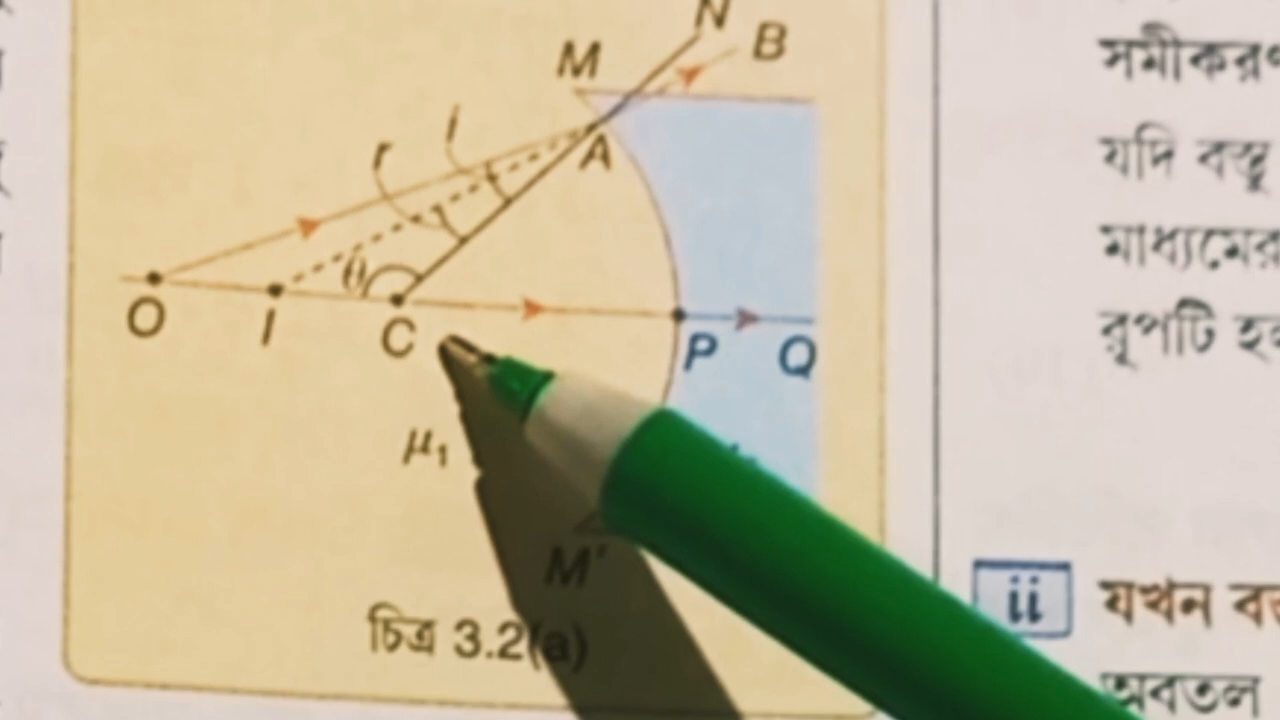 N
M B
i
r
A
θ
O I C P Q
μ₁
M'
চিত্র 3.2(a)
সমীকরণ
যদি বস্তু
মাধ্যমের
রূপটি
ii যখন
অবতল